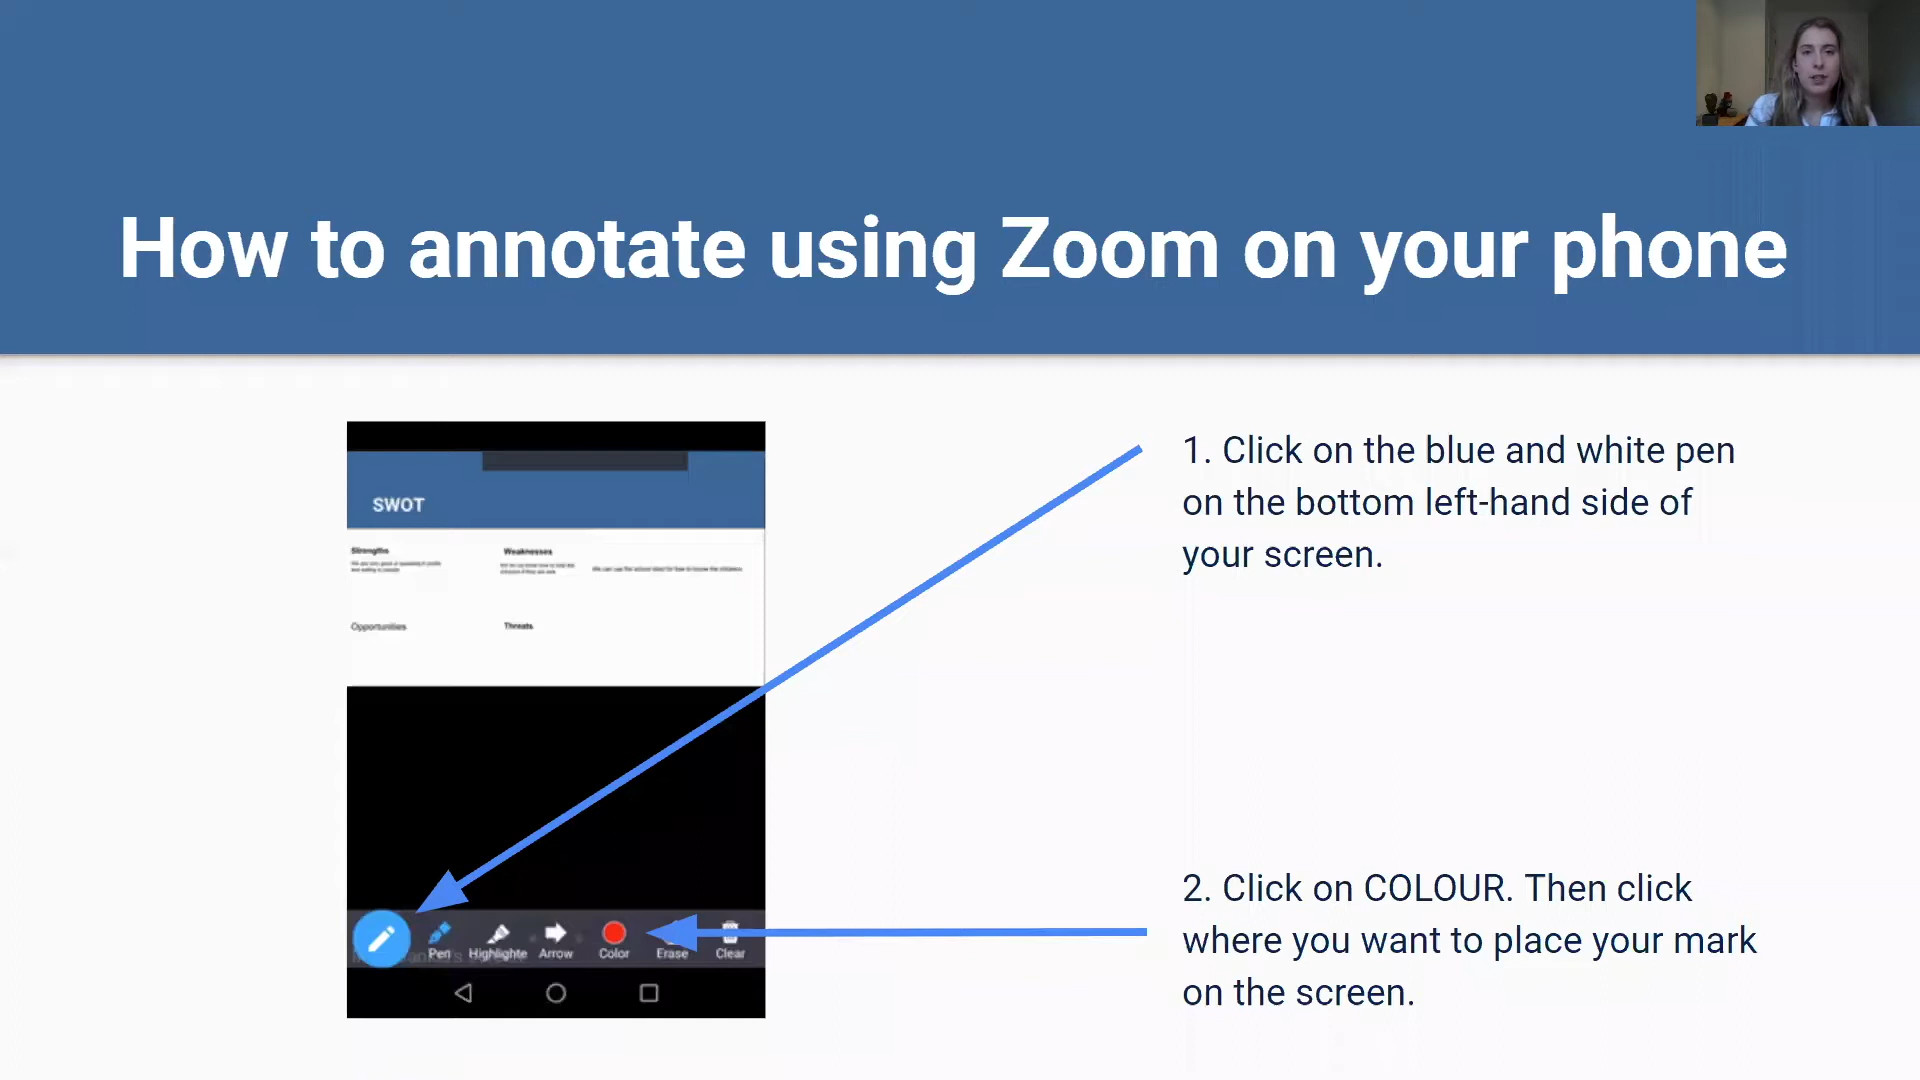 How to annotate using Zoom on your phone
SWOT
Strengths
Weaknesses
Opportunities
Threats
Pen
Highlighte
Arrow
Color
Erase
Clear
1. Click on the blue and white pen
on the bottom left-hand side of
your screen.
2. Click on COLOUR. Then click
where you want to place your mark
on the screen.